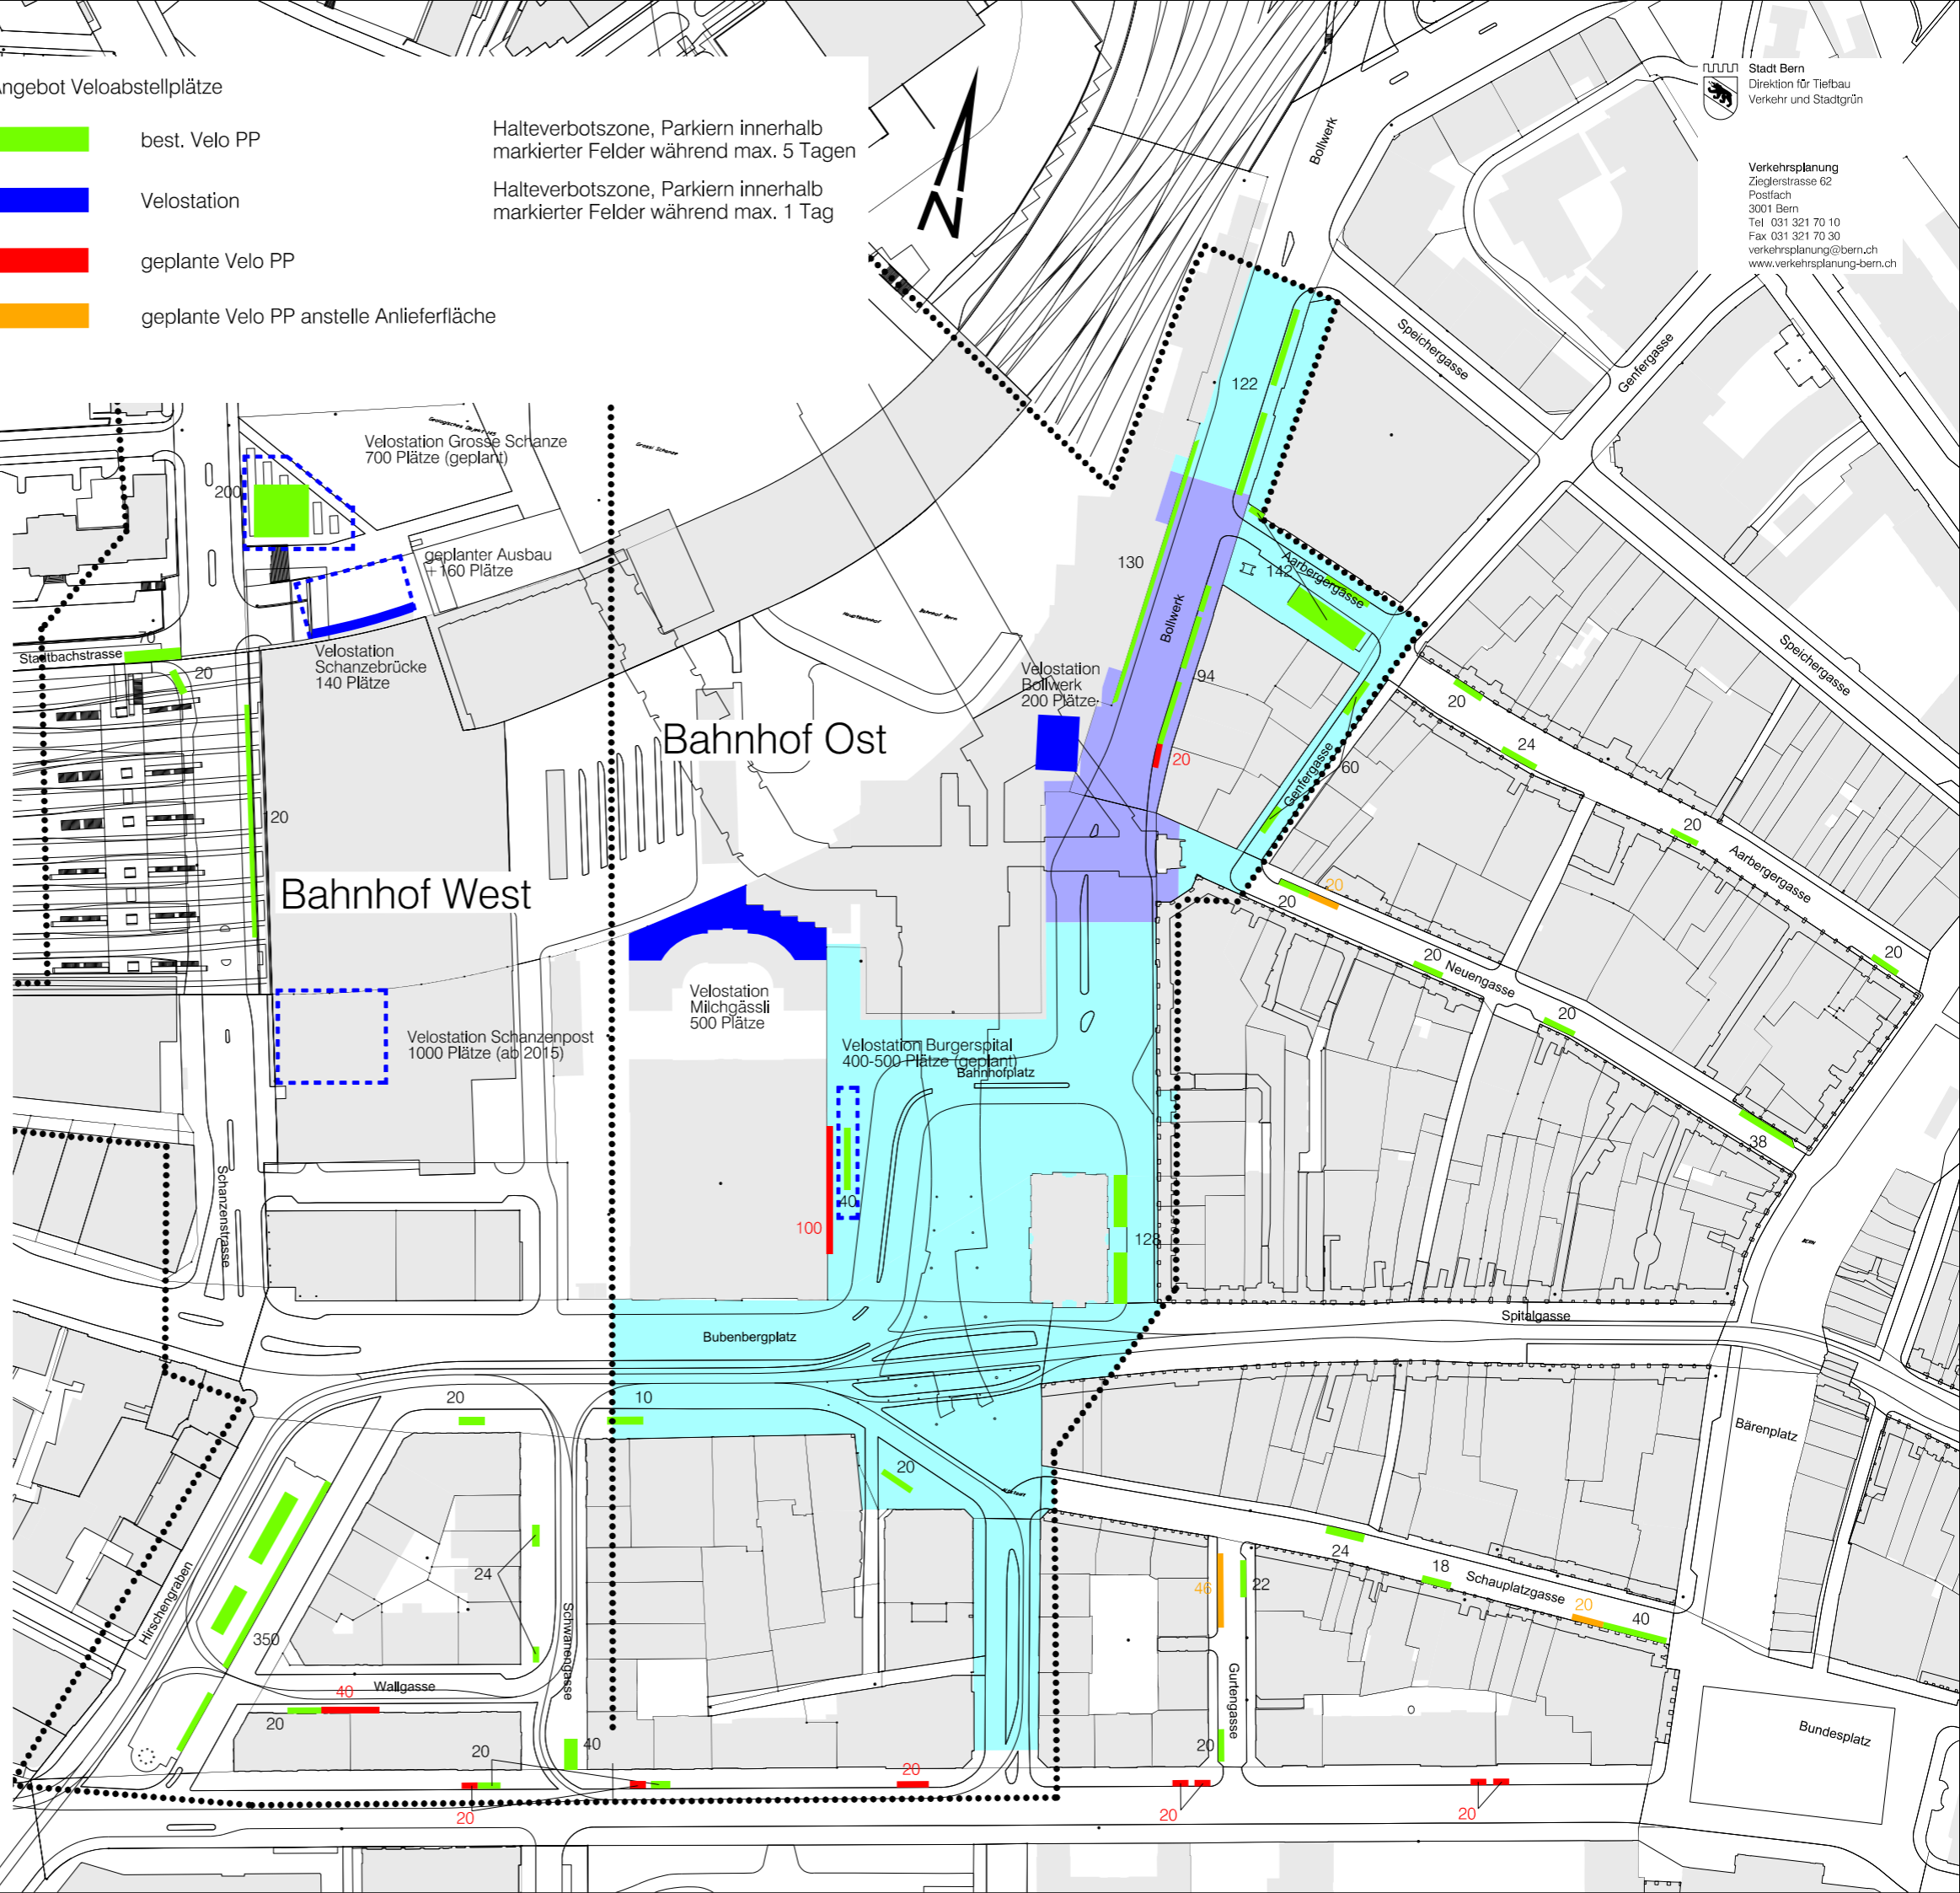 Angebot Veloabstellplätze
best. Velo PP
Velostation
geplante Velo PP
geplante Velo PP anstelle Anlieferfläche
Halteverbotszone, Parkiern innerhalb
markierter Felder während max. 5 Tagen
Halteverbotszone, Parkiern innerhalb
markierter Felder während max. 1 Tag
N
Stadt Bern
Direktion für Tiefbau
Verkehr und Stadtgrün
Verkehrsplanung
Zieglerstrasse 62
Postfach
3001 Bern
Tel 031 321 70 10
Fax 031 321 70 30
verkehrsplanung@bern.ch
www.verkehrsplanung-bern.ch
Bollwerk
Speichergasse
Genfergasse
122
Velostation Grosse Schanze
700 Plätze (geplant)
Grossi Schanze
200
geplanter Ausbau
+160 Plätze
130
142
Aarbergergasse
Hauptbahnhof
Bahnhof Bern
Bollwerk
70
Stadtbachstrasse
20
Velostation
Schanzebrücke
140 Plätze
Velostation
Bollwerk
200 Plätze
94
Speichergasse
20
24
Bahnhof Ost
20
Genfergasse
60
120
20
Aarbergergasse
Bahnhof West
20
20
20
Neuengasse
20
20
Velostation
Milchgässli
500 Plätze
Velostation Schanzenpost
1000 Plätze (ab 2015)
Velostation Burgerspital
400-500 Plätze (geplant)
Bahnhofplatz
38
40
100
128
Schanzenstrasse
BERN
Spitalgasse
Bubenbergplatz
20
10
Bärenplatz
20
24
24
18
Schauplatzgasse
46
22
20
40
Hirschengraben
350
Schwanengasse
Wallgasse
40
20
20
40
20
Gurtengasse
20
Bundesplatz
20
20
20